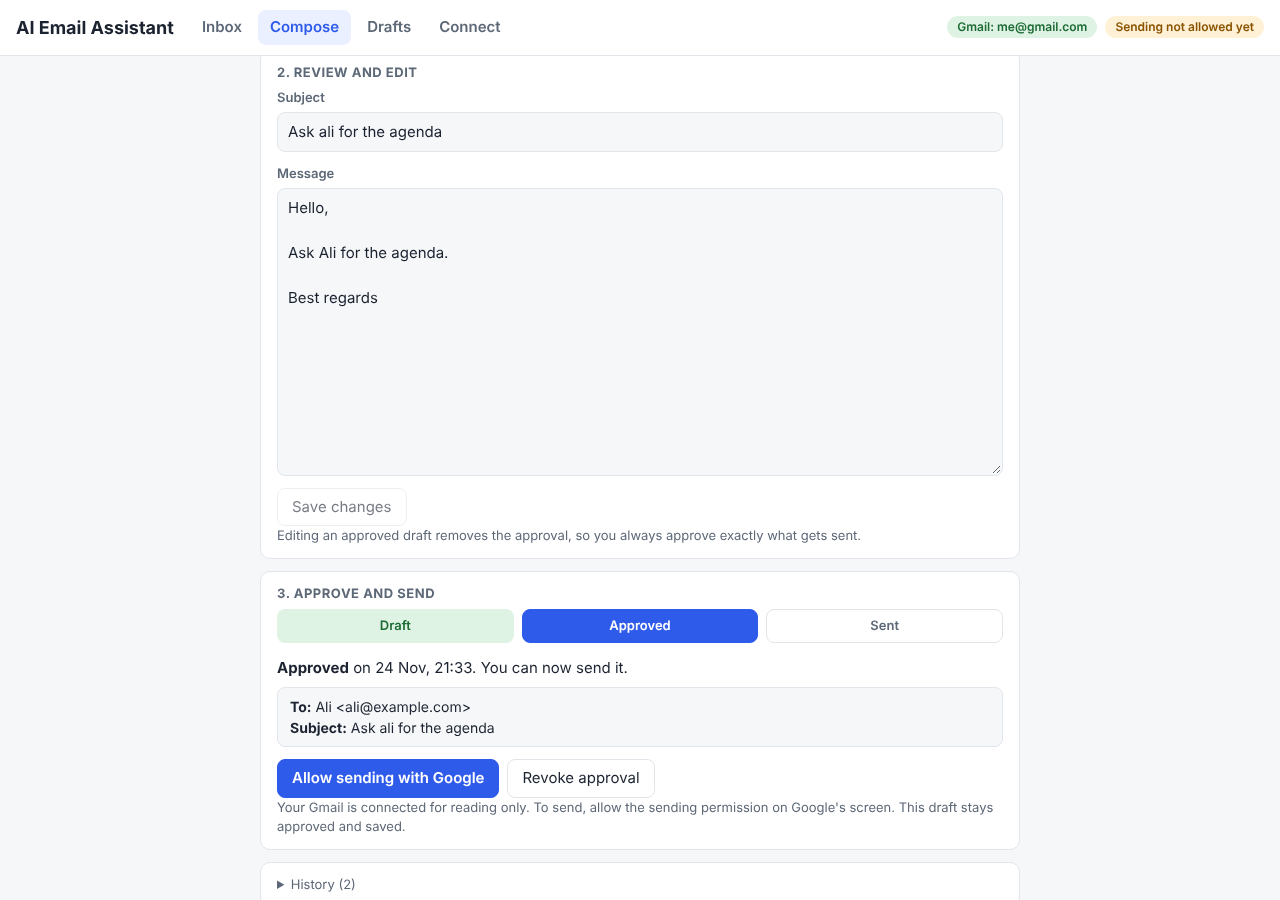 AI Email Assistant
Inbox
Compose
Drafts
Connect
Gmail: me@gmail.com
Sending not allowed yet
2. REVIEW AND EDIT
Subject
Ask ali for the agenda
Message
Hello,
Ask Ali for the agenda.
Best regards
Save changes
Editing an approved draft removes the approval, so you always approve exactly what gets sent.
3. APPROVE AND SEND
Draft
Approved
Sent
Approved on 24 Nov, 21:33. You can now send it.
To: Ali <ali@example.com>
Subject: Ask ali for the agenda
Allow sending with Google
Revoke approval
Your Gmail is connected for reading only. To send, allow the sending permission on Google's screen. This draft stays
approved and saved.
History (2)